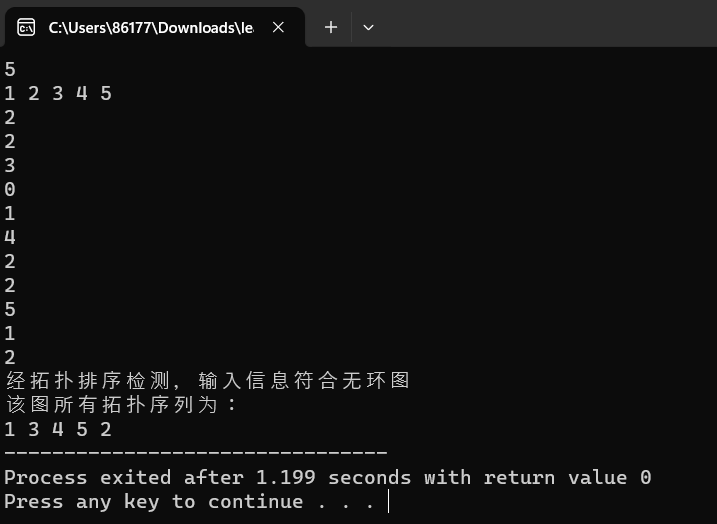 C:\Users\86177\Downloads\le
5
1 2 3 4 5
2
2
3
0
1
4
2
2
5
1
2
经拓扑排序检测，输入信息符合无环图
该图所有拓扑序列为：
1 3 4 5 2
--------------------------------
Process exited after 1.199 seconds with return value 0
Press any key to continue . . .